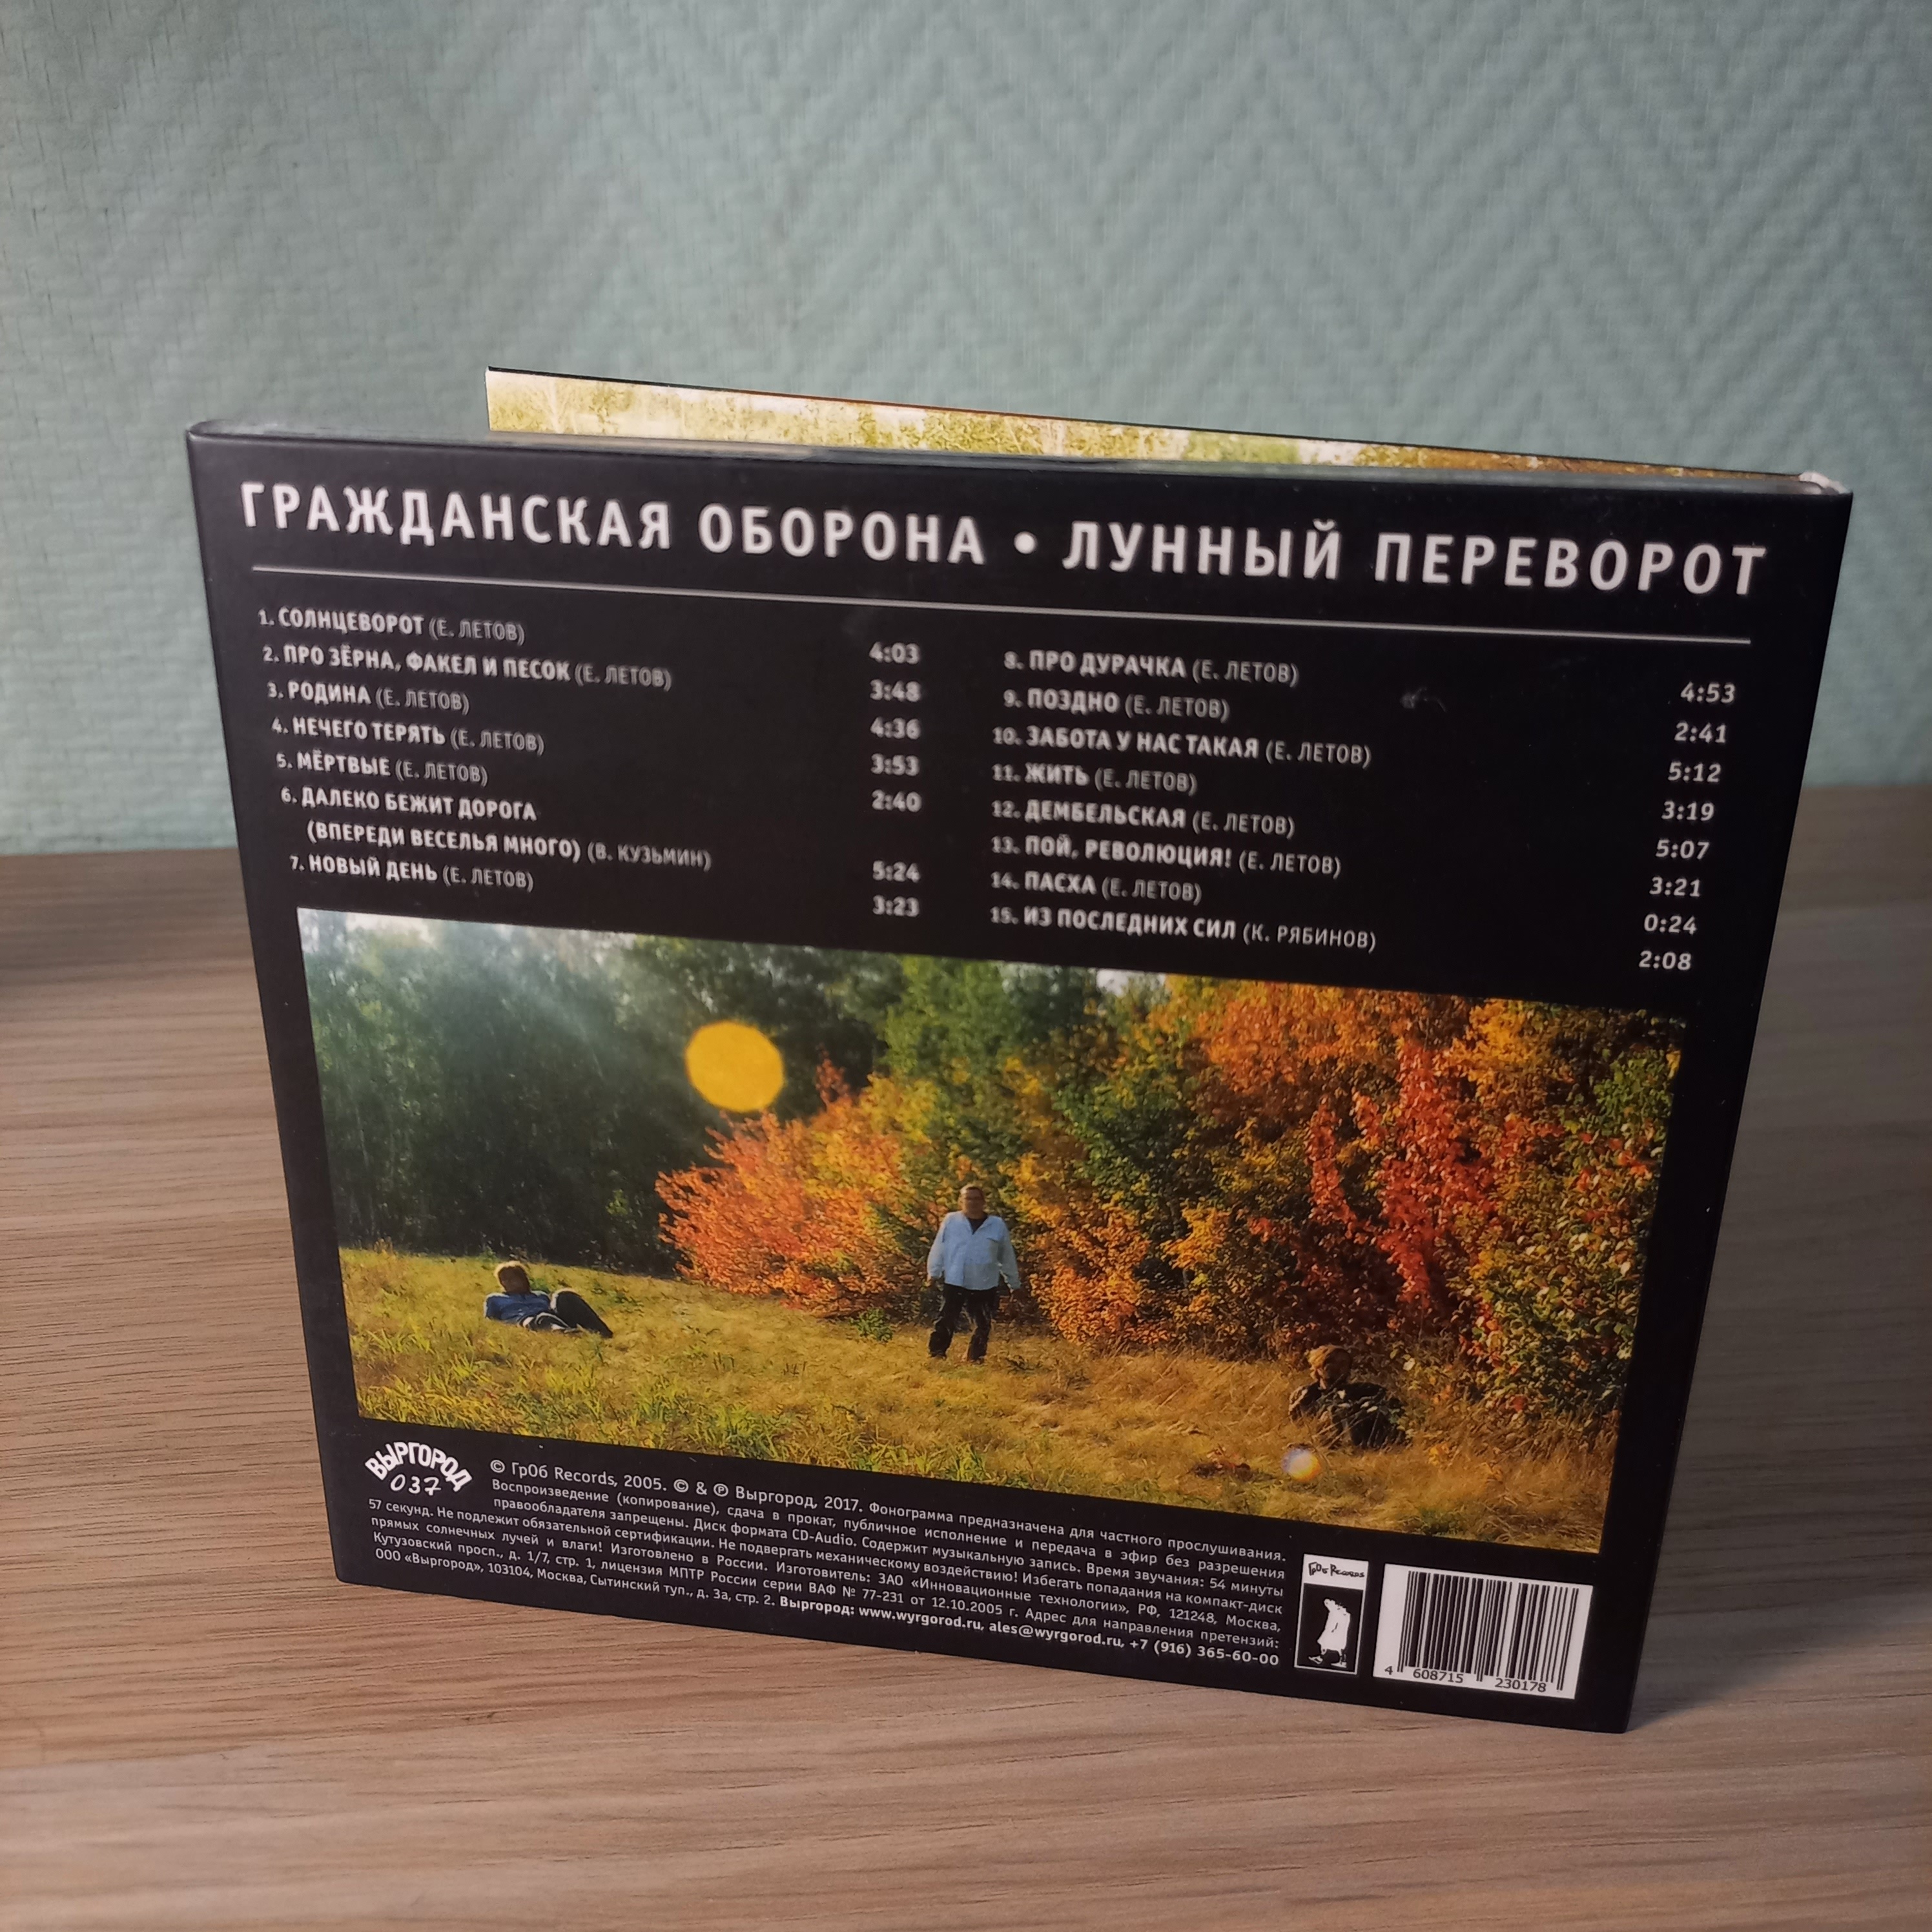 ГРАЖДАНСКАЯ ОБОРОНА • ЛУННЫЙ ПЕРЕВОРОТ
1. СОЛНЦЕВОРОТ (Е. ЛЕТОВ) 4:03
2. ПРО ЗЁРНА, ФАКЕЛ И ПЕСОК (Е. ЛЕТОВ) 3:48
3. РОДИНА (Е. ЛЕТОВ) 4:36
4. НЕЧЕГО ТЕРЯТЬ (Е. ЛЕТОВ) 3:53
5. МЁРТВЫЕ (Е. ЛЕТОВ) 2:40
6. ДАЛЕКО БЕЖИТ ДОРОГА
(ВПЕРЕДИ ВЕСЕЛЬЯ МНОГО) (В. КУЗЬМИН) 5:24
7. НОВЫЙ ДЕНЬ (Е. ЛЕТОВ) 3:23
8. ПРО ДУРАЧКА (Е. ЛЕТОВ) 4:53
9. ПОЗДНО (Е. ЛЕТОВ) 2:41
10. ЗАБОТА У НАС ТАКАЯ (Е. ЛЕТОВ) 5:12
11. ЖИТЬ (Е. ЛЕТОВ) 3:19
12. ДЕМБЕЛЬСКАЯ (Е. ЛЕТОВ) 5:07
13. ПОЙ, РЕВОЛЮЦИЯ! (Е. ЛЕТОВ) 3:21
14. ПАСХА (Е. ЛЕТОВ) 0:24
15. ИЗ ПОСЛЕДНИХ СИЛ (К. РЯБИНОВ) 2:08
ВЫРГОРОД
037
© ГрОб Records, 2005. © & ℗ Выргород, 2017. Фонограмма предназначена для частного прослушивания.
Воспроизведение (копирование), сдача в прокат, публичное исполнение и передача в эфир без разрешения
правообладателя запрещены. Диск формата CD-Audio. Содержит музыкальную запись. Время звучания: 54 минуты
57 секунд. Не подлежит обязательной сертификации. Не подвергать механическому воздействию! Избегать попадания на компакт-диск
прямых солнечных лучей и влаги! Изготовлено в России. Изготовитель: ЗАО «Инновационные технологии», РФ, 121248, Москва,
Кутузовский просп., д. 1/7, стр. 1, лицензия МПТР России серии ВАФ № 77-231 от 12.10.2005 г. Адрес для направления претензий:
ООО «Выргород», 103104, Москва, Сытинский туп., д. 3а, стр. 2. Выргород: www.wyrgorod.ru, ales@wyrgorod.ru, +7 (916) 365-60-00
ГрОб Records
4 608715 230178